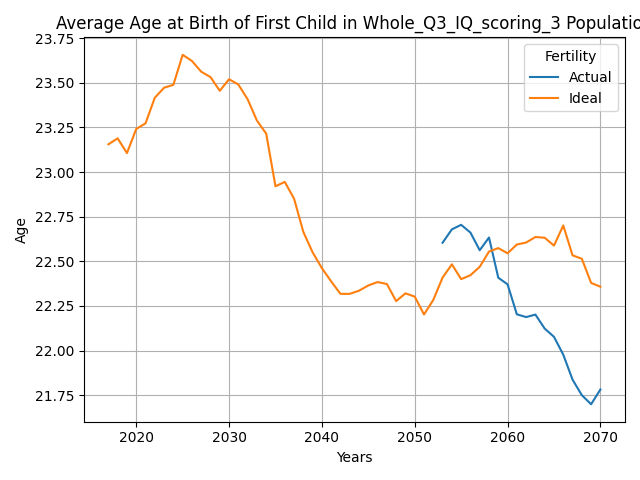 Average Age at Birth of First Child in Whole_Q3_IQ_scoring_3 Populatio
Fertility
Actual
Ideal
23.75
23.50
23.25
23.00
22.75
22.50
22.25
22.00
21.75
Age
2020 2030 2040 2050 2060 2070
Years